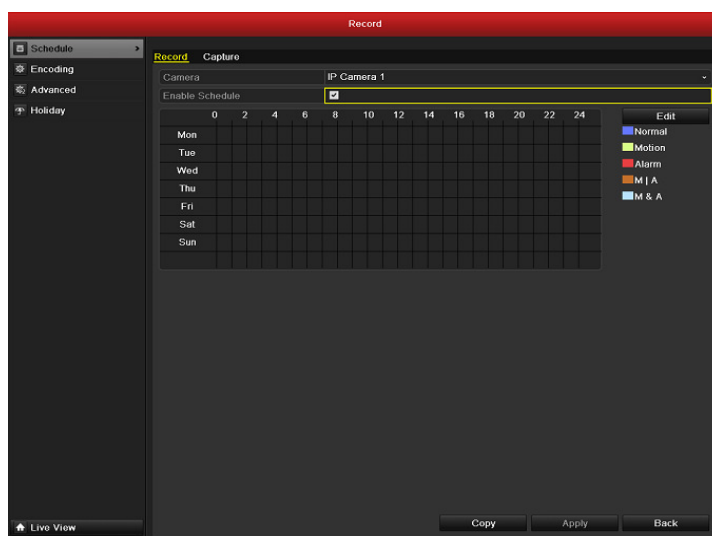 Record
Schedule
Encoding
Advanced
Holiday
Live View
Record Capture
Camera IP Camera 1
Enable Schedule
0 2 4 6 8 10 12 14 16 18 20 22 24
Mon
Tue
Wed
Thu
Fri
Sat
Sun
Edit
Normal
Motion
Alarm
M | A
M & A
Copy Apply Back